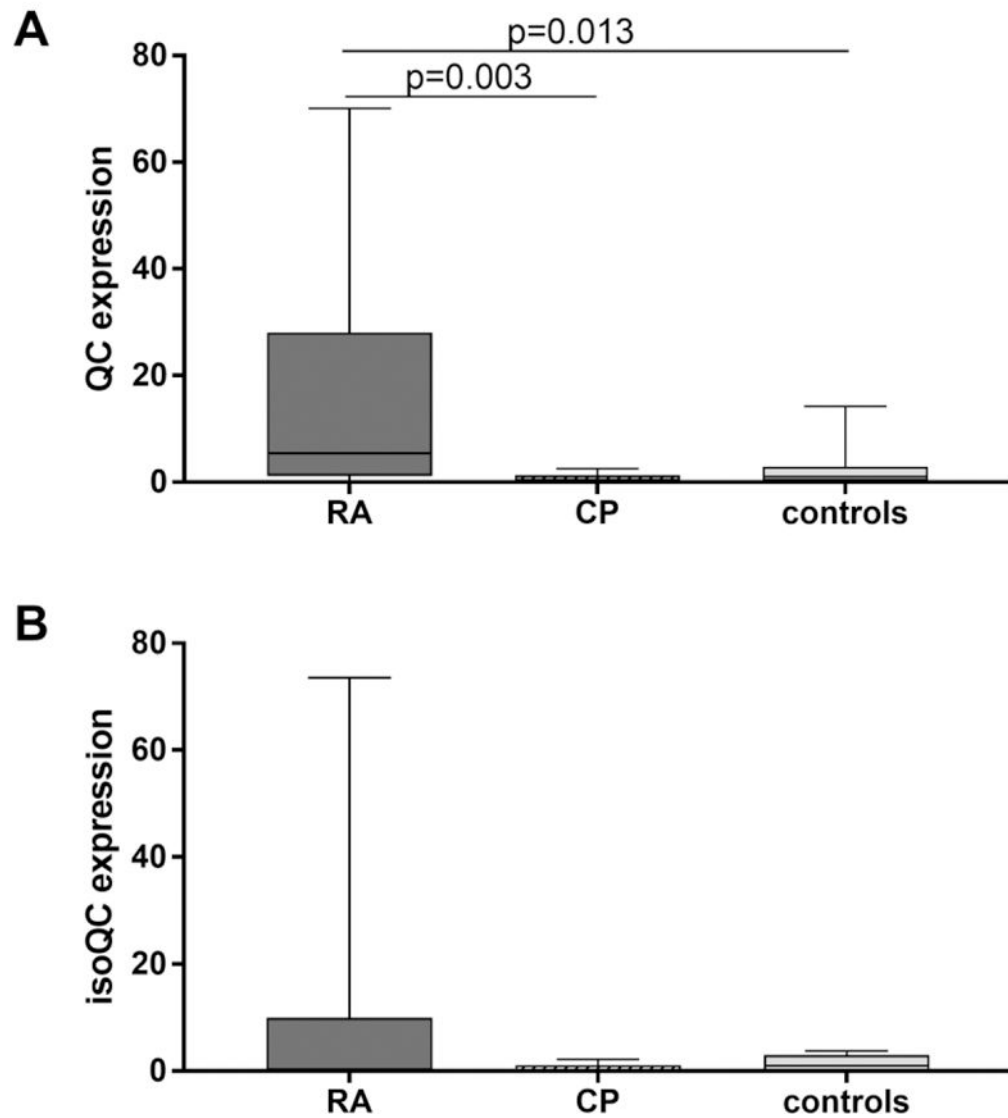 A
p=0.013
p=0.003
80
60
40
20
0
QC expression
RA CP controls
B
80
60
40
20
0
isoQC expression
RA CP controls